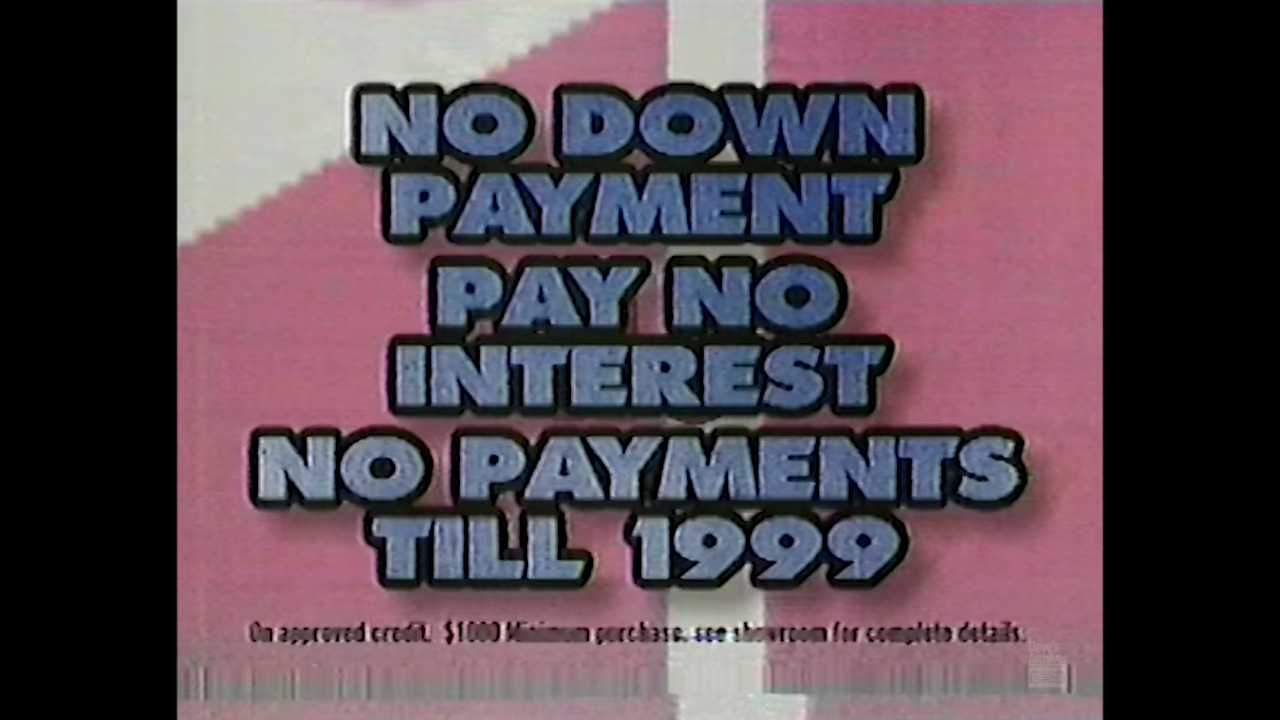 NO DOWN
PAYMENT
PAY NO
INTEREST
NO PAYMENTS
TILL 1999
On approved credit. $1000 Minimum purchase, see showroom for complete details.